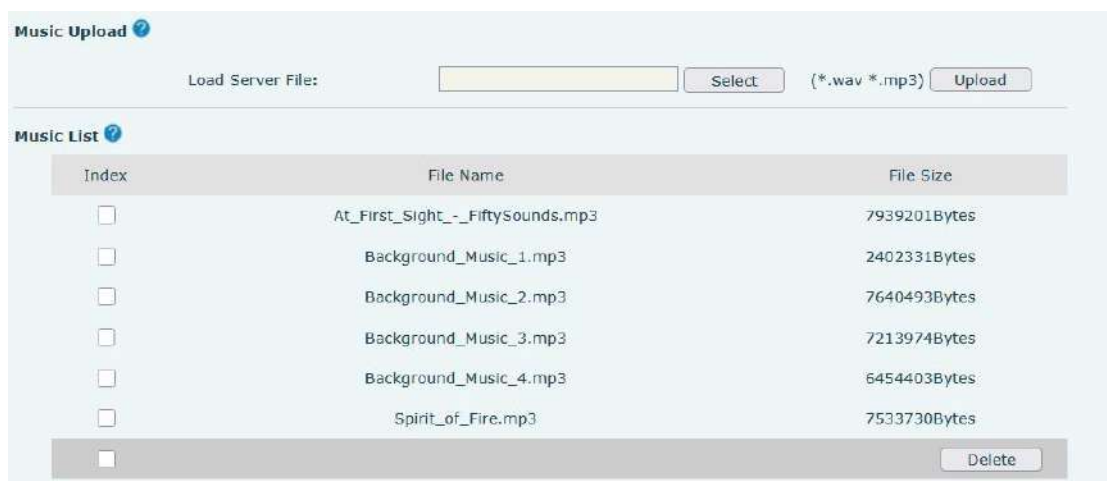 Music Upload ?
Load Server File: Select (*.wav *.mp3) Upload
Music List ?
Index File Name File Size
At_First_Sight_-_FiftySounds.mp3 7939201Bytes
Background_Music_1.mp3 2402331Bytes
Background_Music_2.mp3 7640493Bytes
Background_Music_3.mp3 7213974Bytes
Background_Music_4.mp3 6454403Bytes
Spirit_of_Fire.mp3 7533730Bytes
Delete